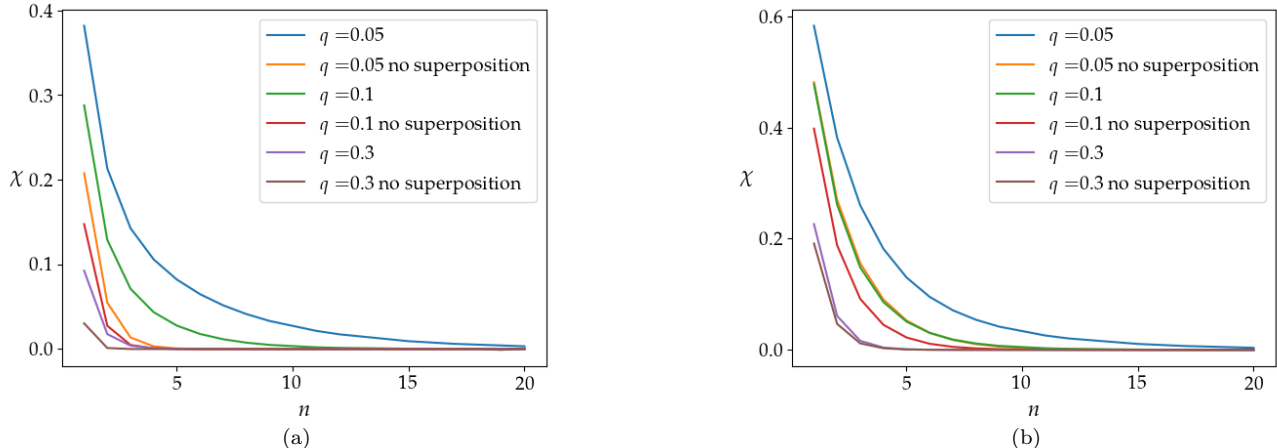 0.4
0.3
0.2
0.1
0.0
χ
q =0.05
q =0.05 no superposition
q =0.1
q =0.1 no superposition
q =0.3
q =0.3 no superposition
5
10
15
20
n
(a)
0.6
0.4
0.2
0.0
χ
q =0.05
q =0.05 no superposition
q =0.1
q =0.1 no superposition
q =0.3
q =0.3 no superposition
5
10
15
20
n
(b)